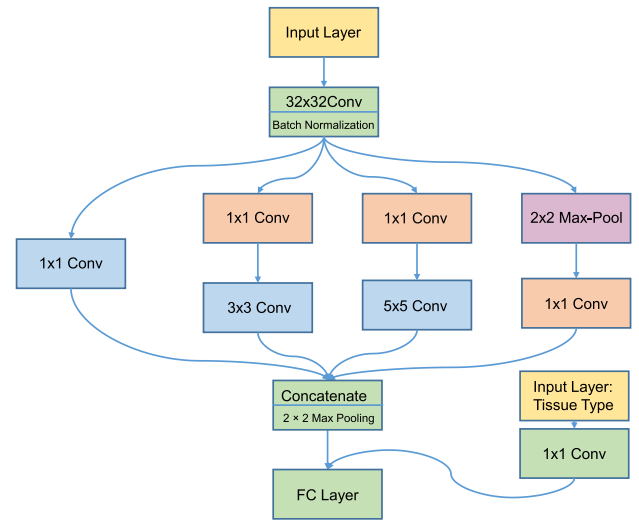 Input Layer
32x32Conv
Batch Normalization
1x1 Conv
1x1 Conv
1x1 Conv
2x2 Max-Pool
3x3 Conv
5x5 Conv
1x1 Conv
Concatenate
2 × 2 Max Pooling
Input Layer:
Tissue Type
1x1 Conv
FC Layer